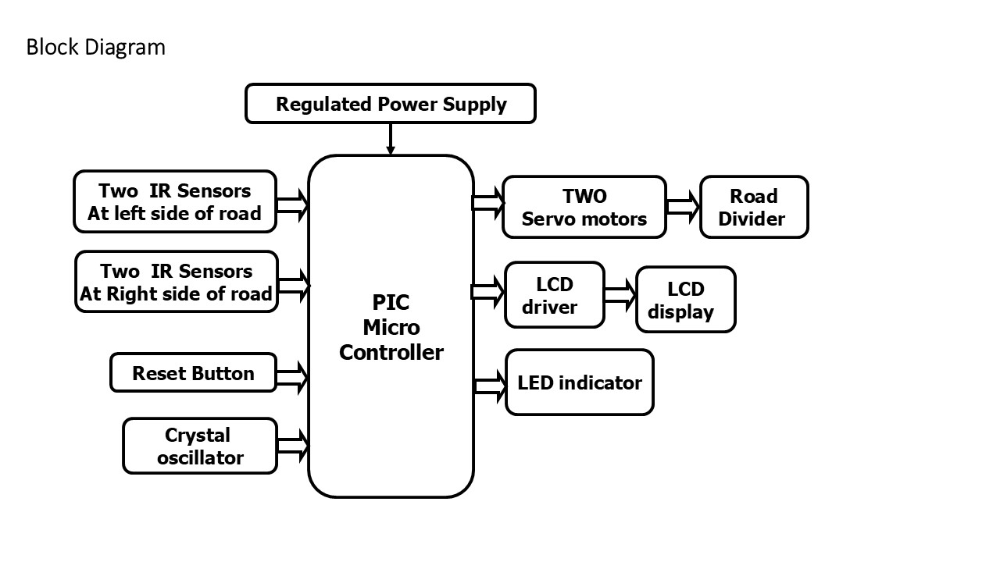 Block Diagram
Regulated Power Supply
Two  IR Sensors
At left side of road
Two  IR Sensors
At Right side of road
Reset Button
Crystal
oscillator
PIC
Micro
Controller
TWO
Servo motors
Road
Divider
LCD
driver
LCD
display
LED indicator